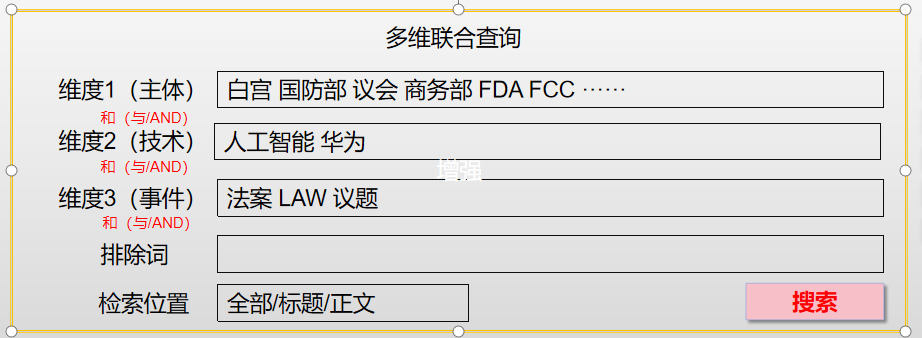 多维联合查询
维度1（主体） 白宫 国防部 议会 商务部 FDA FCC ……
和（与/AND）
维度2（技术） 人工智能 华为
和（与/AND）
增强
维度3（事件） 法案 LAW 议题
和（与/AND）
排除词
检索位置 全部/标题/正文 搜索